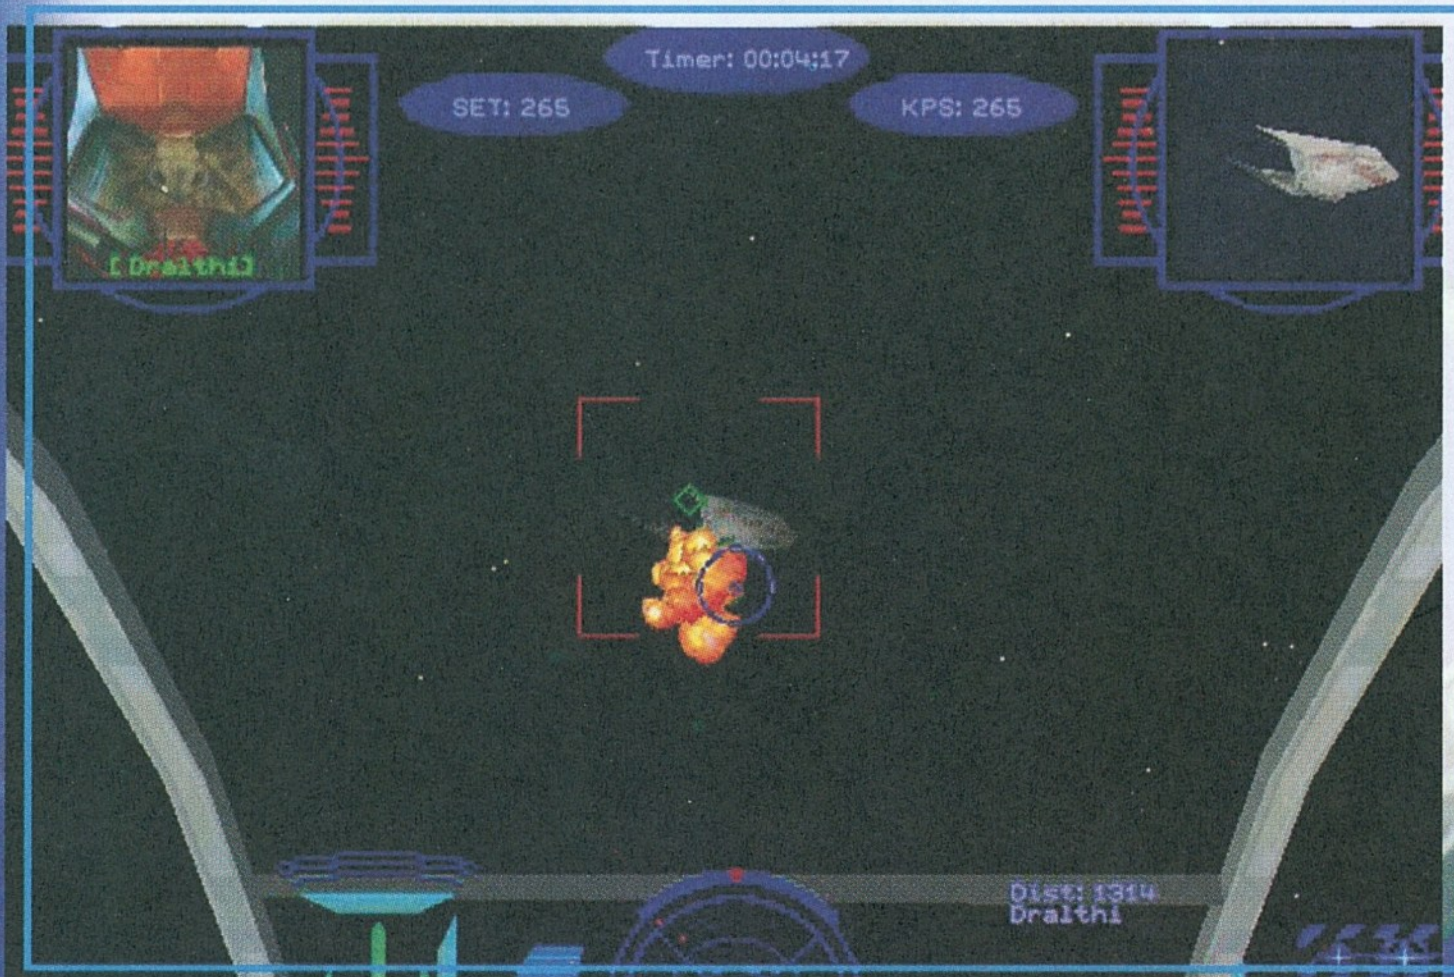 Timer: 00:04:17
SET: 265
KPS: 265
[Dralthi]
Dist: 1314
Dralthi